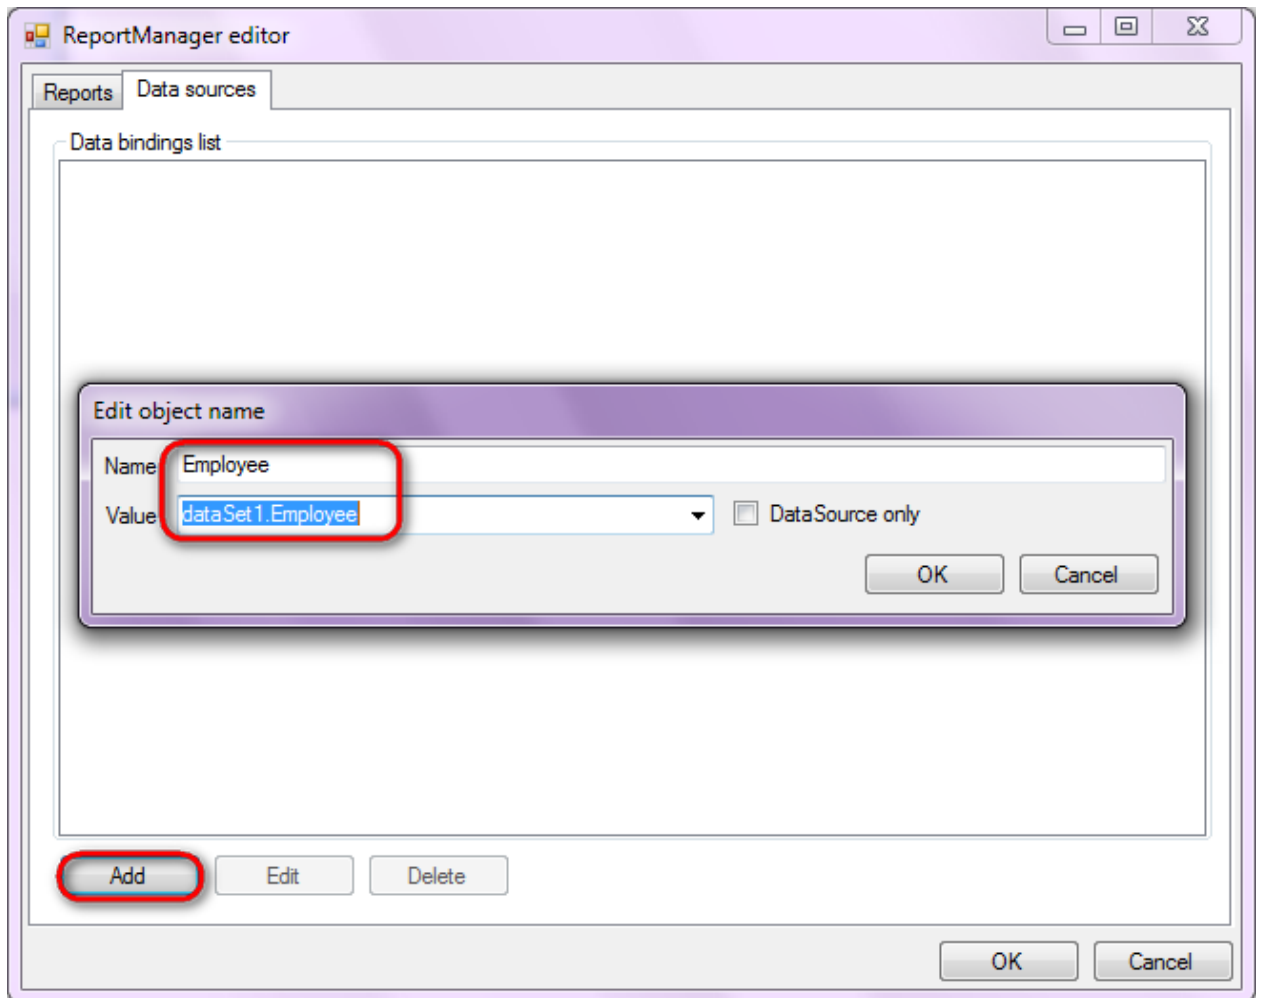 ReportManager editor
Reports Data sources
Data bindings list
Edit object name
Name Employee
Value dataSet1.Employee DataSource only
OK Cancel
Add Edit Delete
OK Cancel